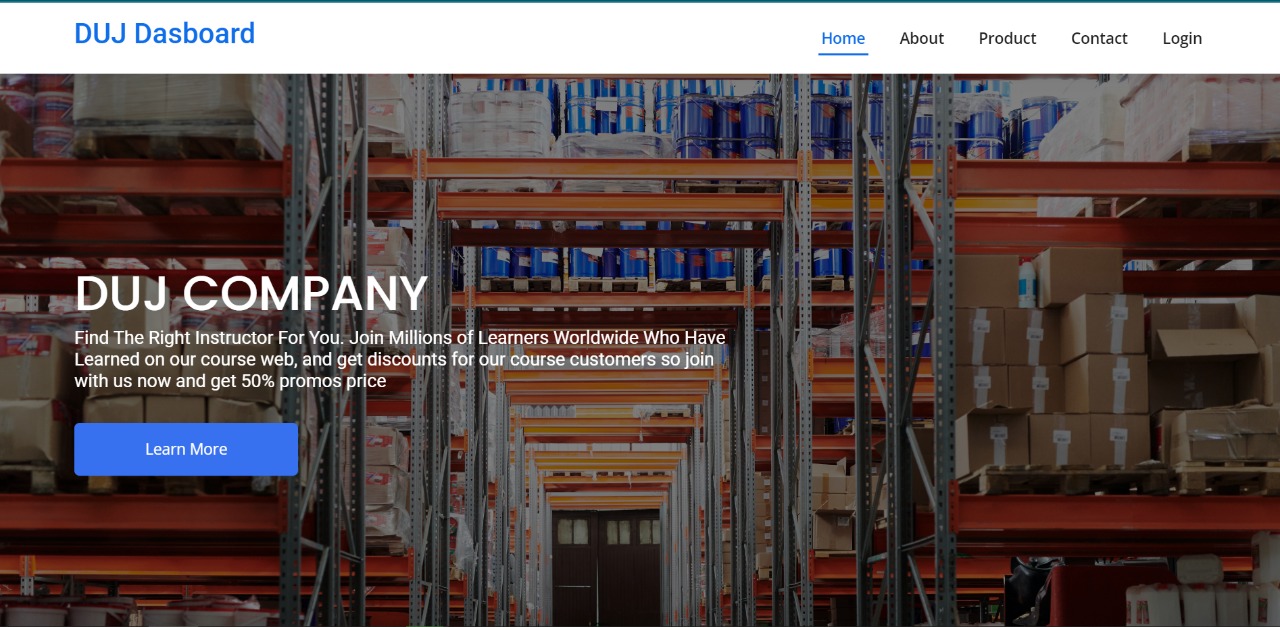 DUJ Dasboard
Home About Product Contact Login
DUJ COMPANY
Find The Right Instructor For You. Join Millions of Learners Worldwide Who Have
Learned on our course web, and get discounts for our course customers so join
with us now and get 50% promos price
Learn More